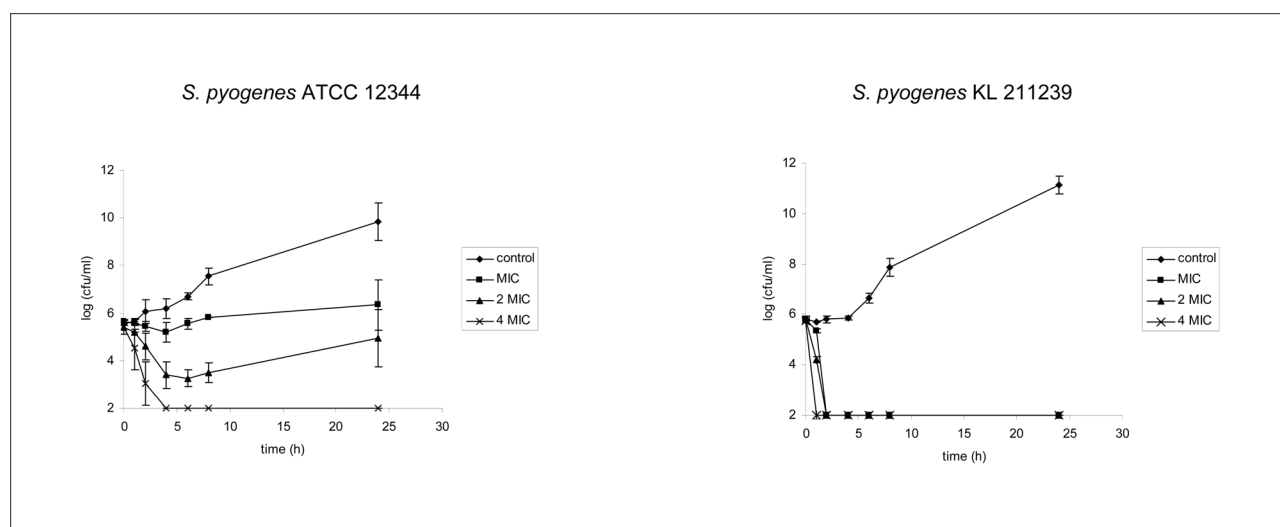 S. pyogenes ATCC 12344
12
10
8
6
4
2
log (cfu/ml)
0 5 10 15 20 25 30
time (h)
control
MIC
2 MIC
4 MIC
S. pyogenes KL 211239
12
10
8
6
4
2
log (cfu/ml)
0 5 10 15 20 25 30
time (h)
control
MIC
2 MIC
4 MIC